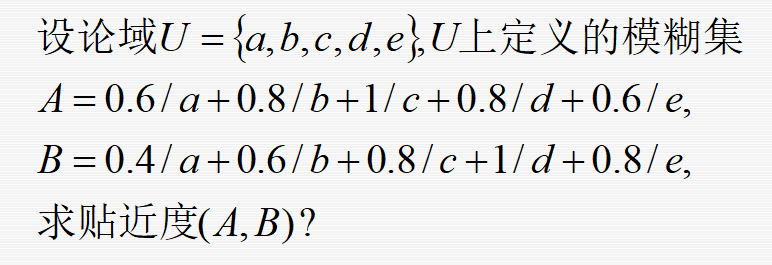 设论域U={a,b,c,d,e},U上定义的模糊集
A=0.6/a+0.8/b+1/c+0.8/d+0.6/e,
B=0.4/a+0.6/b+0.8/c+1/d+0.8/e,
求贴近度(A,B)?